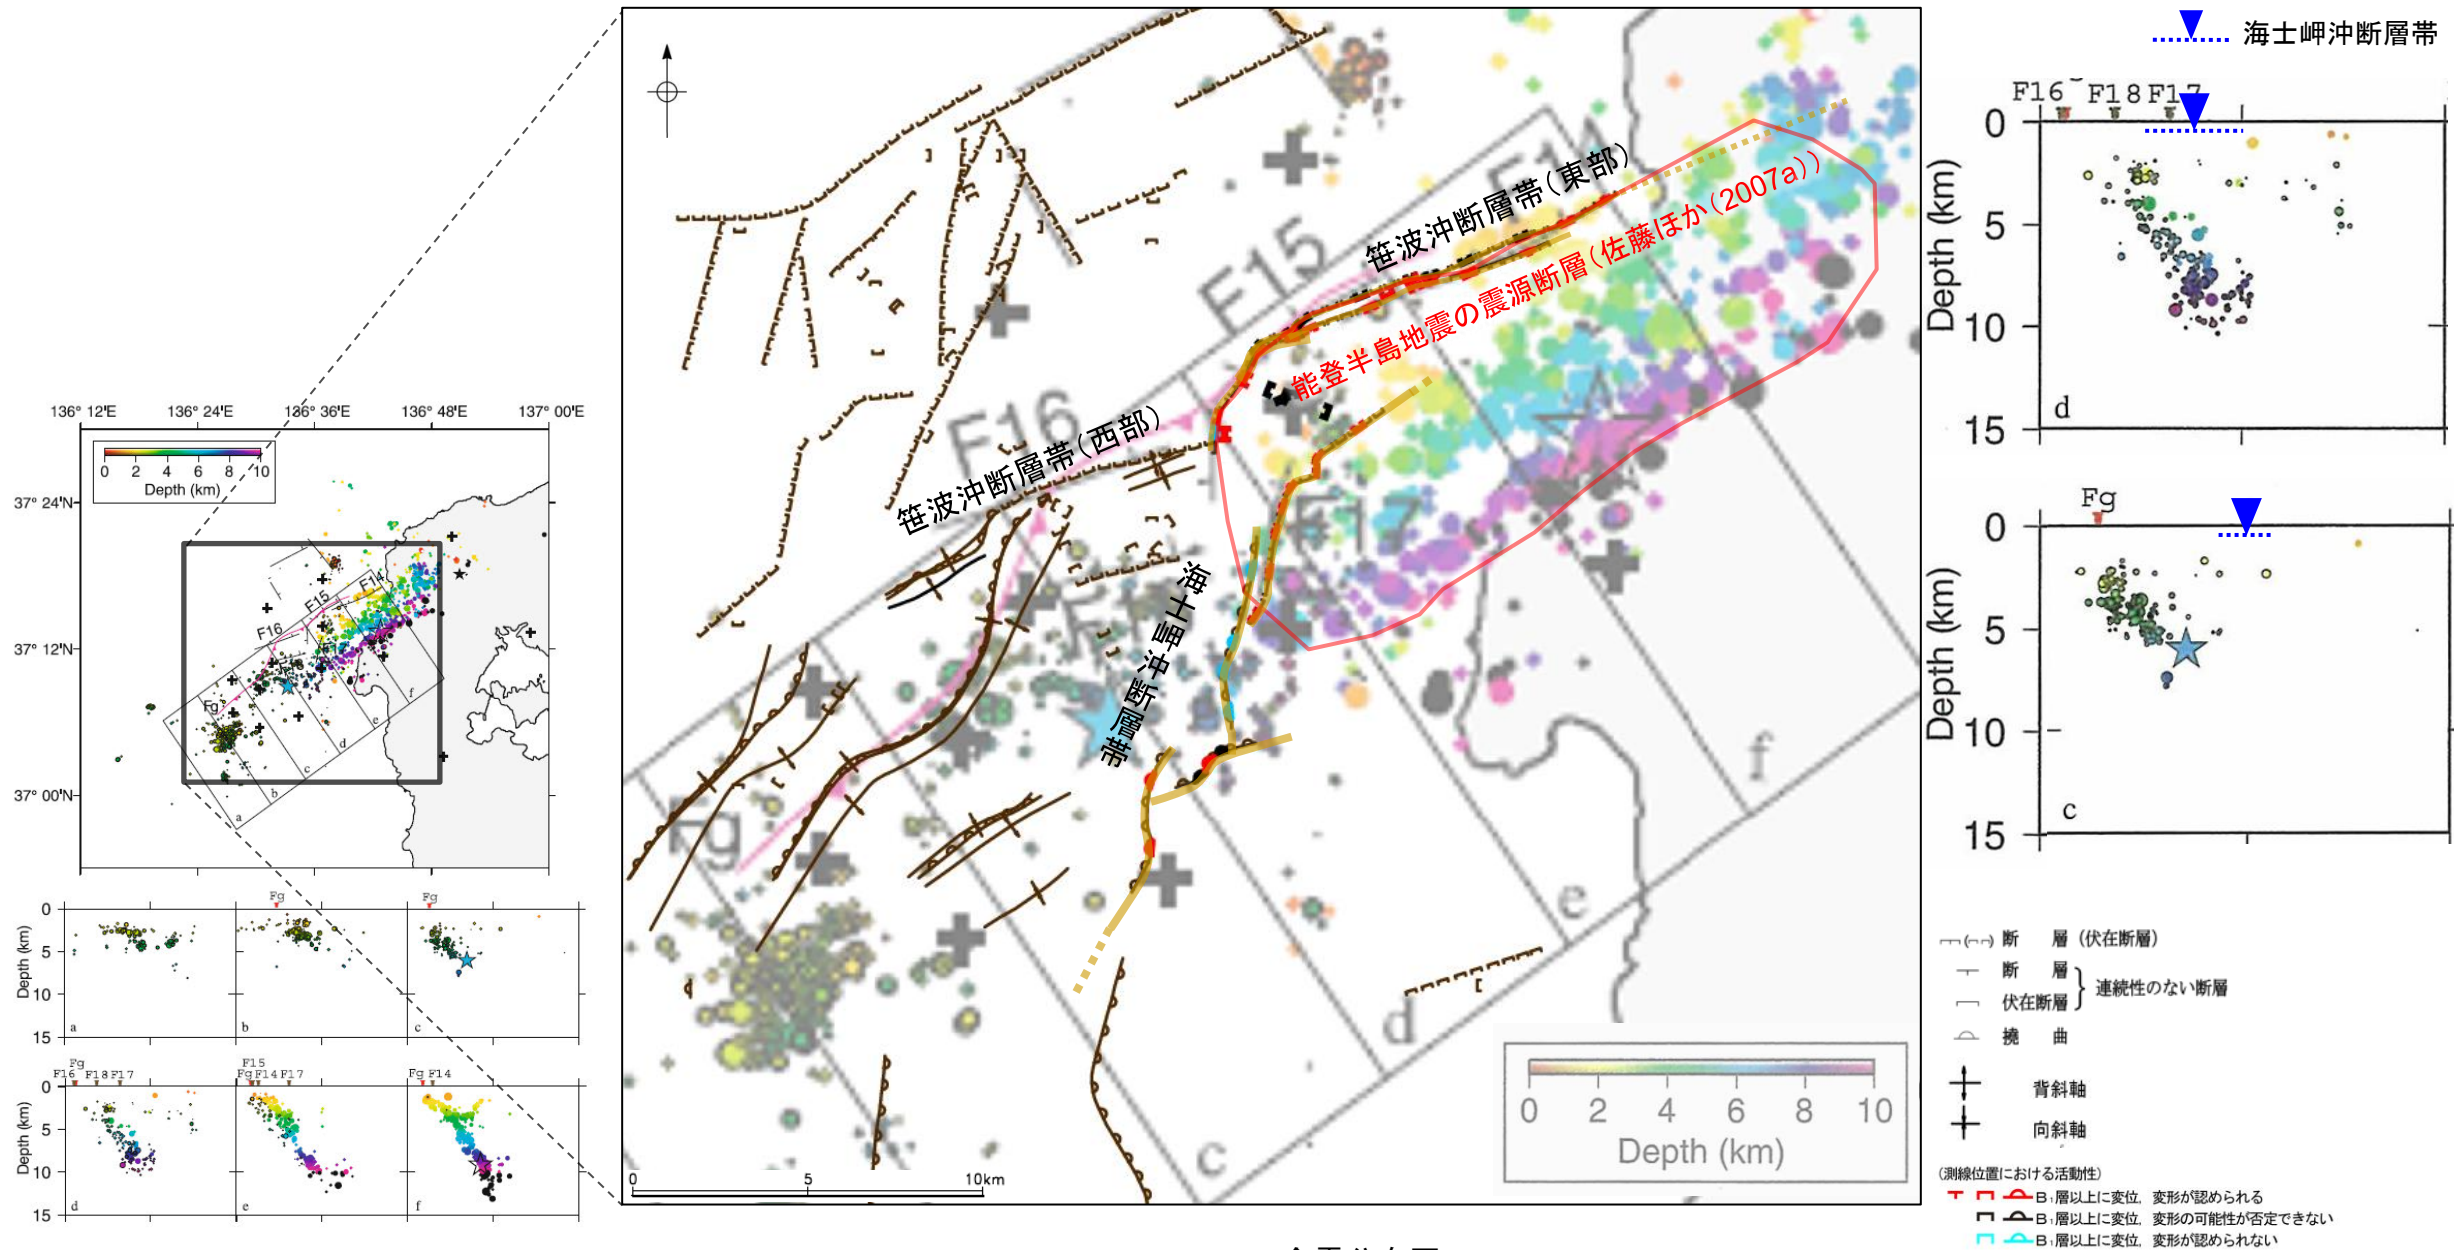 海士岬沖断層帯
F16 F18 F17
0
5
10
15
Depth (km)
d
Fg
0
5
10
15
Depth (km)
c
136° 12'E 136° 24'E 136° 36'E 136° 48'E 137° 00'E
37° 24'N
37° 12'N
37° 00'N
0 2 4 6 8 10
Depth (km)
F14
F15
F16
Fg
a
b
c
d
e
f
笹波沖断層帯(東部)
能登半島地震の震源断層(佐藤ほか(2007a))
笹波沖断層帯(西部)
海士岬沖断層帯
F15
F16
F17
Fg
c
d
e
f
0 5 10km
0 2 4 6 8 10
Depth (km)
Fg Fg
0
5
10
15
Depth (km)
a b c
Fg F15
F16 F18 F17 Fg F14 F17 Fg F14
0
5
10
15
Depth (km)
d e f
断 層 (伏在断層)
断 層
伏在断層
連続性のない断層
撓 曲
背斜軸
向斜軸
(測線位置における活動性)
B₁層以上に変位, 変形が認められる
B₁層以上に変位, 変形の可能性が否定できない
B₁層以上に変位, 変形が認められない